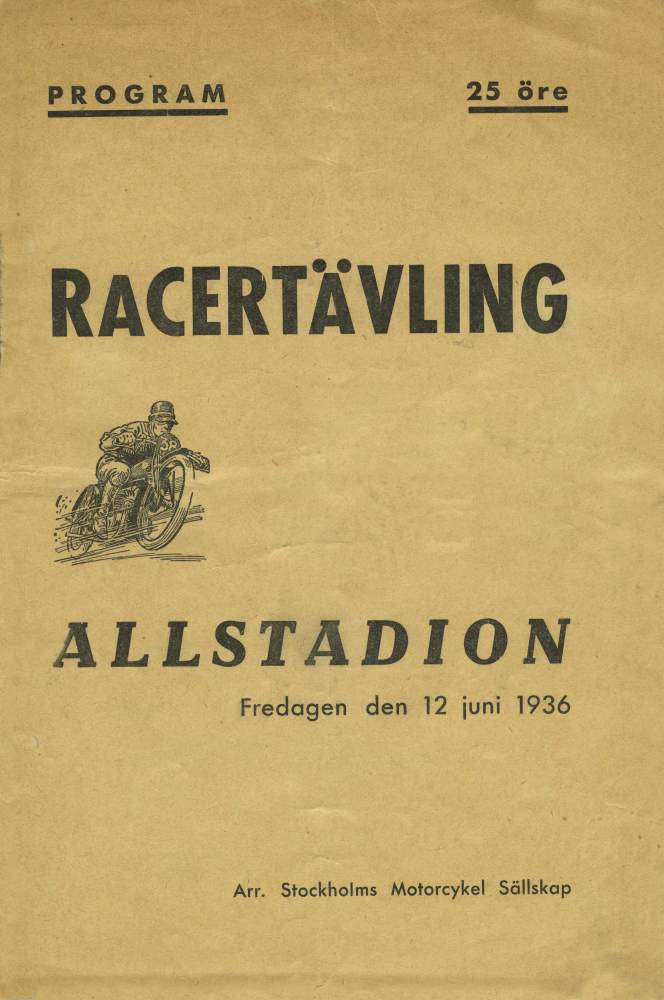 PROGRAM 25 öre
RACERTÄVLING
ALLSTADION
Fredagen den 12 juni 1936
Arr. Stockholms Motorcykel Sällskap